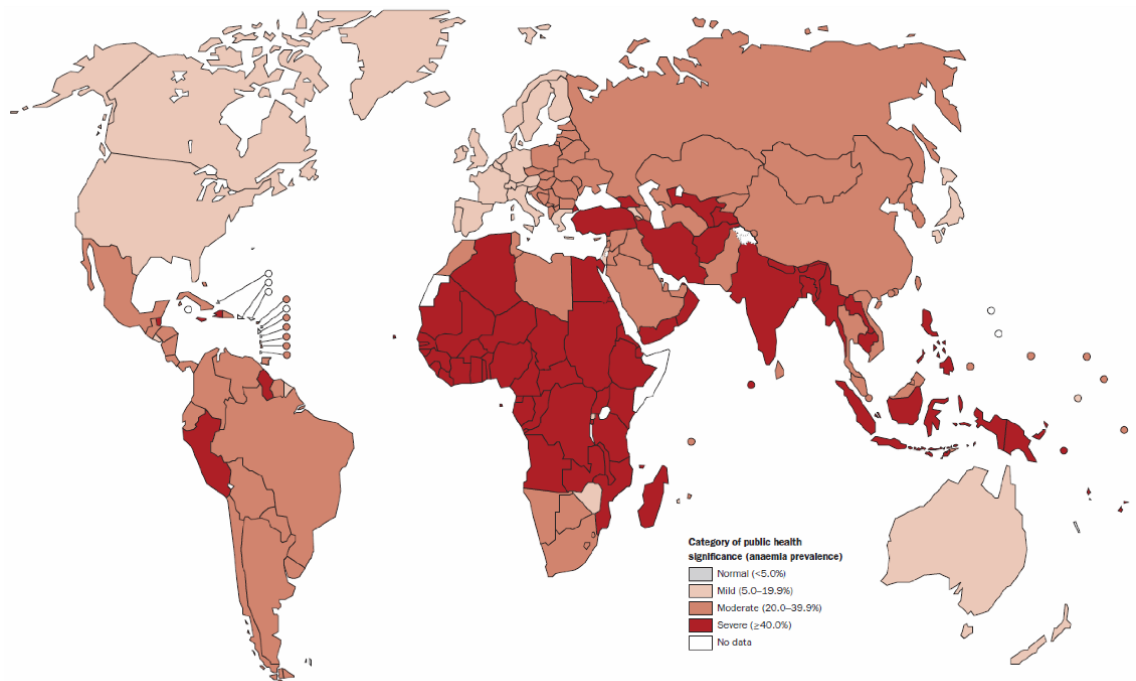 Category of public health
significance (anaemia prevalence)
Normal (<5.0%)
Mild (5.0–19.9%)
Moderate (20.0–39.9%)
Severe (≥40.0%)
No data